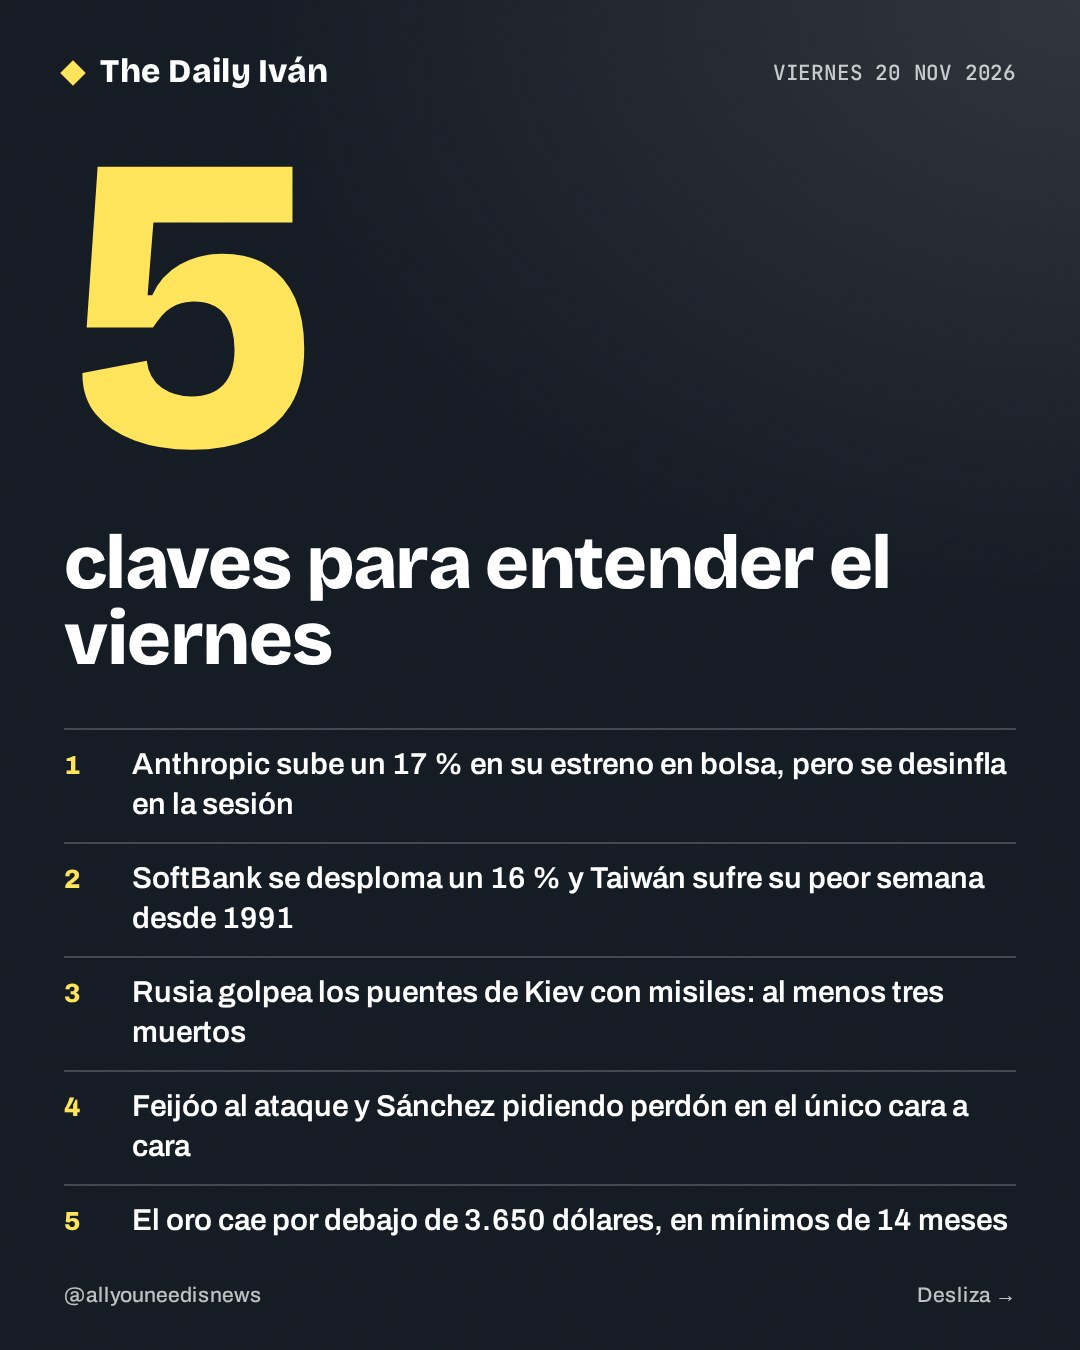 The Daily Iván
VIERNES 20 NOV 2026
5
claves para entender el
viernes
1 Anthropic sube un 17 % en su estreno en bolsa, pero se desinfla
en la sesión
2 SoftBank se desploma un 16 % y Taiwán sufre su peor semana
desde 1991
3 Rusia golpea los puentes de Kiev con misiles: al menos tres
muertos
4 Feijóo al ataque y Sánchez pidiendo perdón en el único cara a
cara
5 El oro cae por debajo de 3.650 dólares, en mínimos de 14 meses
@allyouneedisnews
Desliza →